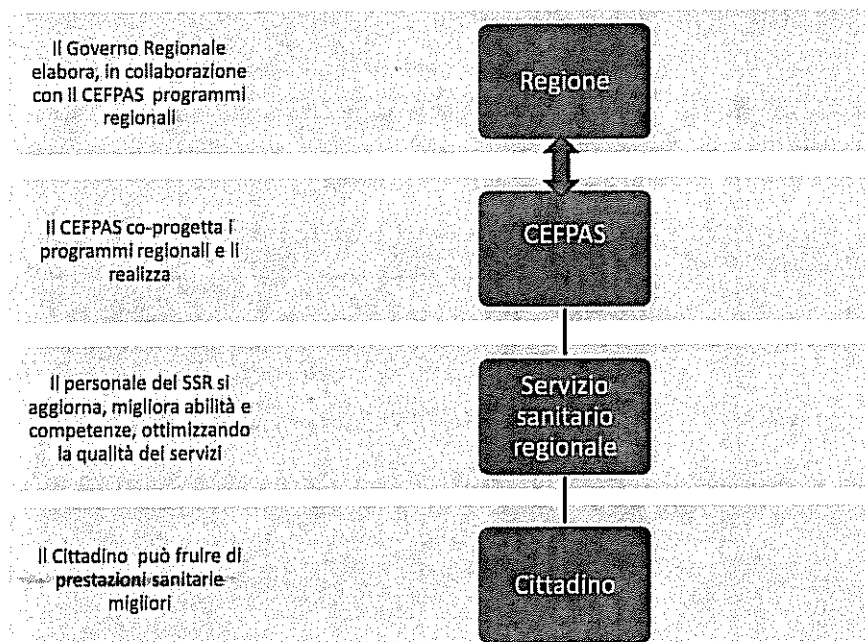 Il Governo Regionale
elabora, in collaborazione
con il CEFPAS programmi
regionali
Regione
Il CEFPAS co-progetta i
programmi regionali e li
realizza
CEFPAS
Il personale del SSR si
aggiorna, migliora abilità e
competenze, ottimizzando
la qualità dei servizi
Servizio
sanitario
regionale
Il Cittadino può fruire di
prestazioni sanitarie
migliori
Cittadino